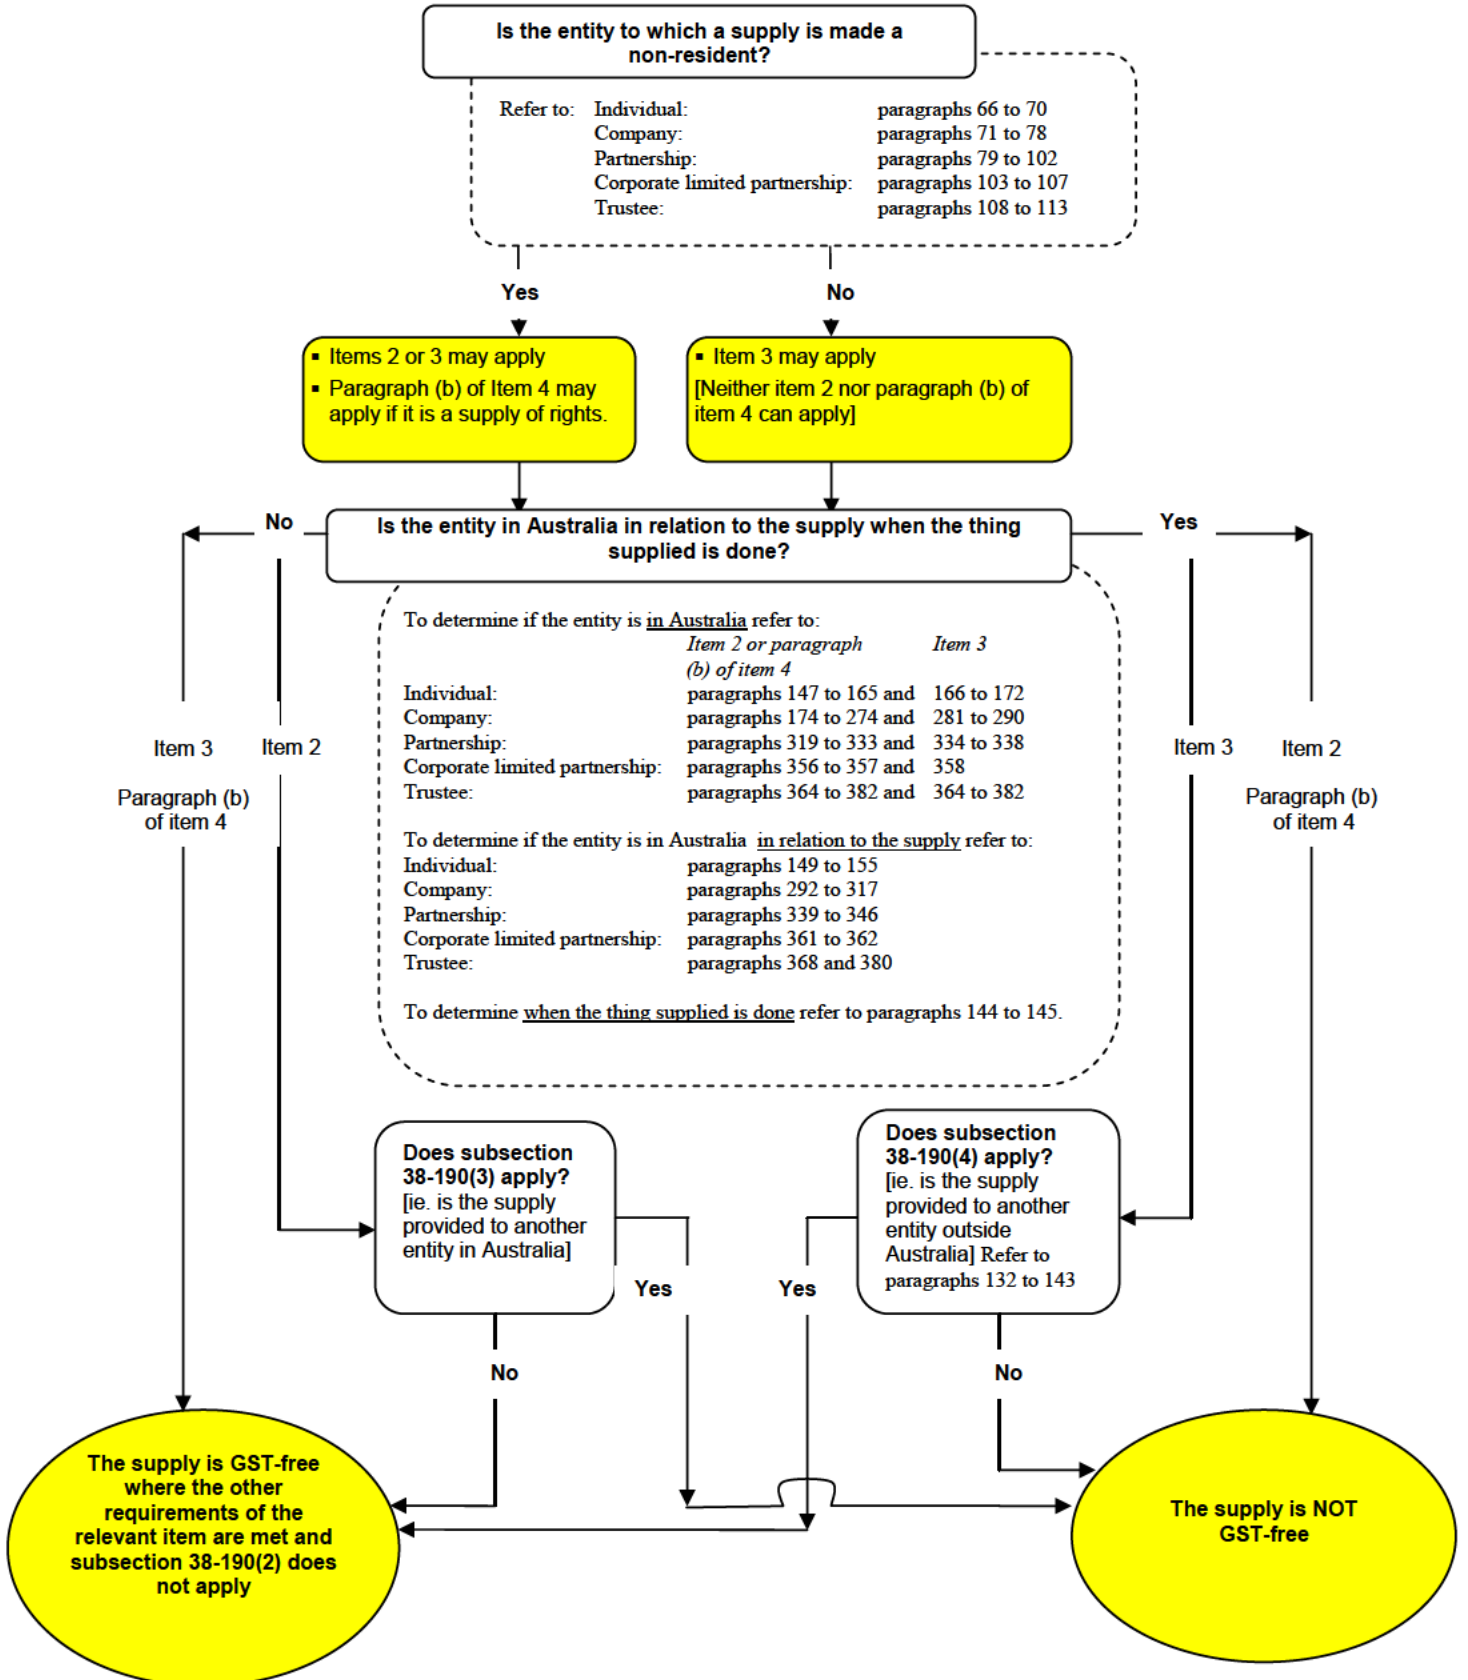 Is the entity to which a supply is made a
non-resident?
Refer to: Individual: paragraphs 66 to 70
Company: paragraphs 71 to 78
Partnership: paragraphs 79 to 102
Corporate limited partnership: paragraphs 103 to 107
Trustee: paragraphs 108 to 113
Yes
No
▪ Items 2 or 3 may apply
▪ Paragraph (b) of Item 4 may
apply if it is a supply of rights.
▪ Item 3 may apply
[Neither item 2 nor paragraph (b) of
item 4 can apply]
No
Is the entity in Australia in relation to the supply when the thing
supplied is done?
Yes
To determine if the entity is in Australia refer to:
Item 2 or paragraph Item 3
(b) of item 4
Individual: paragraphs 147 to 165 and 166 to 172
Company: paragraphs 174 to 274 and 281 to 290
Partnership: paragraphs 319 to 333 and 334 to 338
Corporate limited partnership: paragraphs 356 to 357 and 358
Trustee: paragraphs 364 to 382 and 364 to 382
To determine if the entity is in Australia in relation to the supply refer to:
Individual: paragraphs 149 to 155
Company: paragraphs 292 to 317
Partnership: paragraphs 339 to 346
Corporate limited partnership: paragraphs 361 to 362
Trustee: paragraphs 368 and 380
To determine when the thing supplied is done refer to paragraphs 144 to 145.
Item 3
Paragraph (b)
of item 4
Item 2
Item 3
Item 2
Paragraph (b)
of item 4
Does subsection
38-190(3) apply?
[ie. is the supply
provided to another
entity in Australia]
Does subsection
38-190(4) apply?
[ie. is the supply
provided to another
entity outside
Australia] Refer to
paragraphs 132 to 143
Yes
Yes
No
No
The supply is GST-free
where the other
requirements of the
relevant item are met and
subsection 38-190(2) does
not apply
The supply is NOT
GST-free